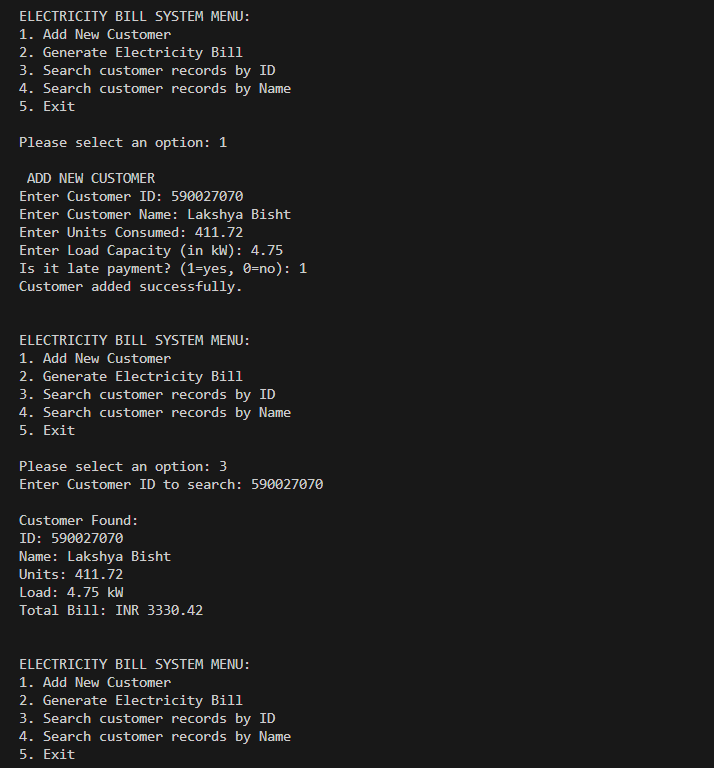 ELECTRICITY BILL SYSTEM MENU:
1. Add New Customer
2. Generate Electricity Bill
3. Search customer records by ID
4. Search customer records by Name
5. Exit
Please select an option: 1
ADD NEW CUSTOMER
Enter Customer ID: 590027070
Enter Customer Name: Lakshya Bisht
Enter Units Consumed: 411.72
Enter Load Capacity (in kW): 4.75
Is it late payment? (1=yes, 0=no): 1
Customer added successfully.
ELECTRICITY BILL SYSTEM MENU:
1. Add New Customer
2. Generate Electricity Bill
3. Search customer records by ID
4. Search customer records by Name
5. Exit
Please select an option: 3
Enter Customer ID to search: 590027070
Customer Found:
ID: 590027070
Name: Lakshya Bisht
Units: 411.72
Load: 4.75 kW
Total Bill: INR 3330.42
ELECTRICITY BILL SYSTEM MENU:
1. Add New Customer
2. Generate Electricity Bill
3. Search customer records by ID
4. Search customer records by Name
5. Exit